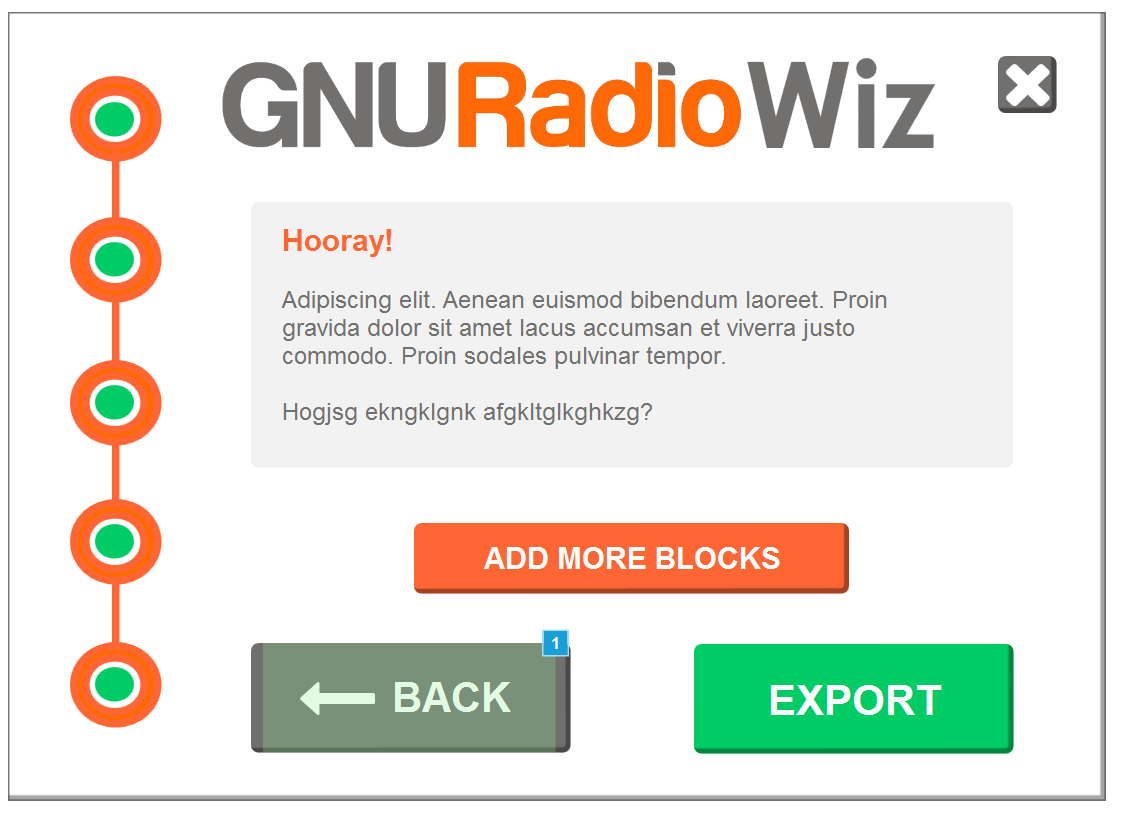 GNURadioWiz
Hooray!
Adipiscing elit. Aenean euismod bibendum laoreet. Proin
gravida dolor sit amet lacus accumsan et viverra justo
commodo. Proin sodales pulvinar tempor.
Hogjsg ekngklgnk afgkltglkghkzg?
ADD MORE BLOCKS
1
BACK
EXPORT